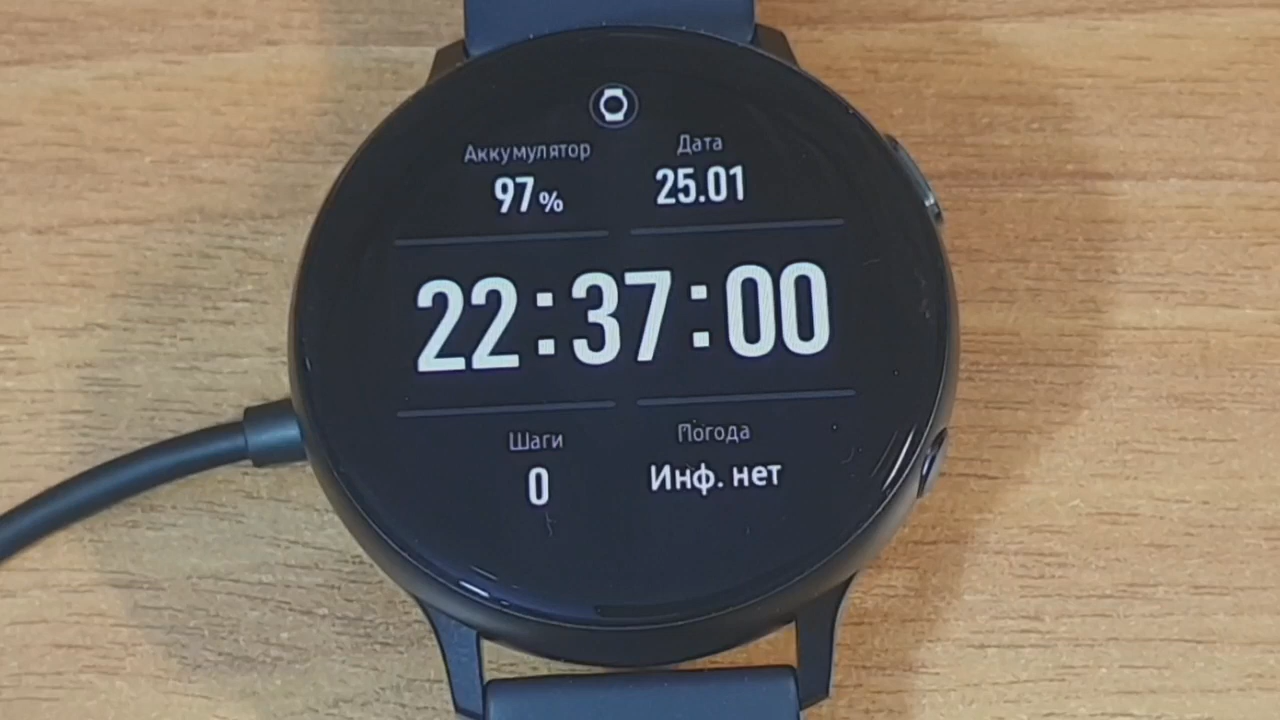 Аккумулятор Дата
97% 25.01
22:37:00
Шаги Погода
0 Инф. нет